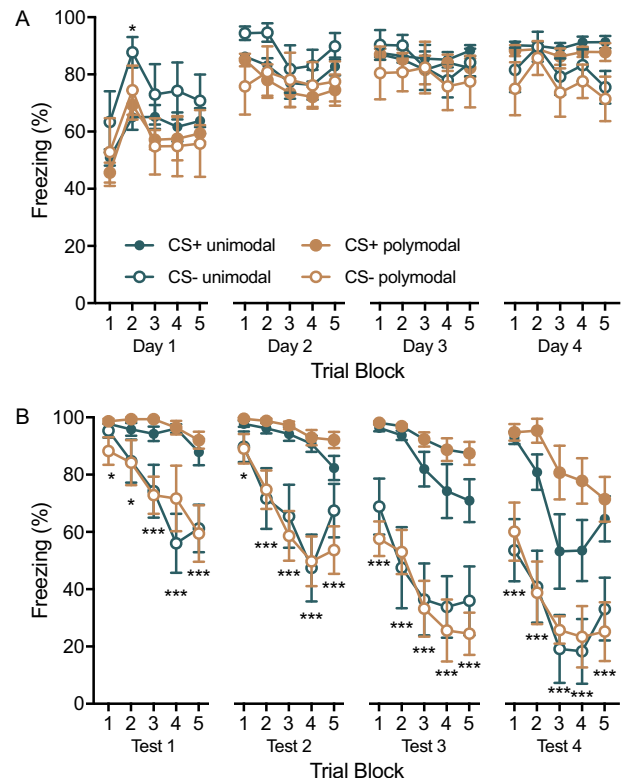 A
Freezing (%)
100
80
60
40
20
0
*
CS+ unimodal
CS+ polymodal
CS- unimodal
CS- polymodal
1 2 3 4 5
1 2 3 4 5
1 2 3 4 5
1 2 3 4 5
Day 1
Day 2
Day 3
Day 4
Trial Block
B
Freezing (%)
100
80
60
40
20
0
* * *** *** ***
* *** *** *** ***
*** *** *** *** ***
*** *** *** *** ***
1 2 3 4 5
1 2 3 4 5
1 2 3 4 5
1 2 3 4 5
Test 1
Test 2
Test 3
Test 4
Trial Block